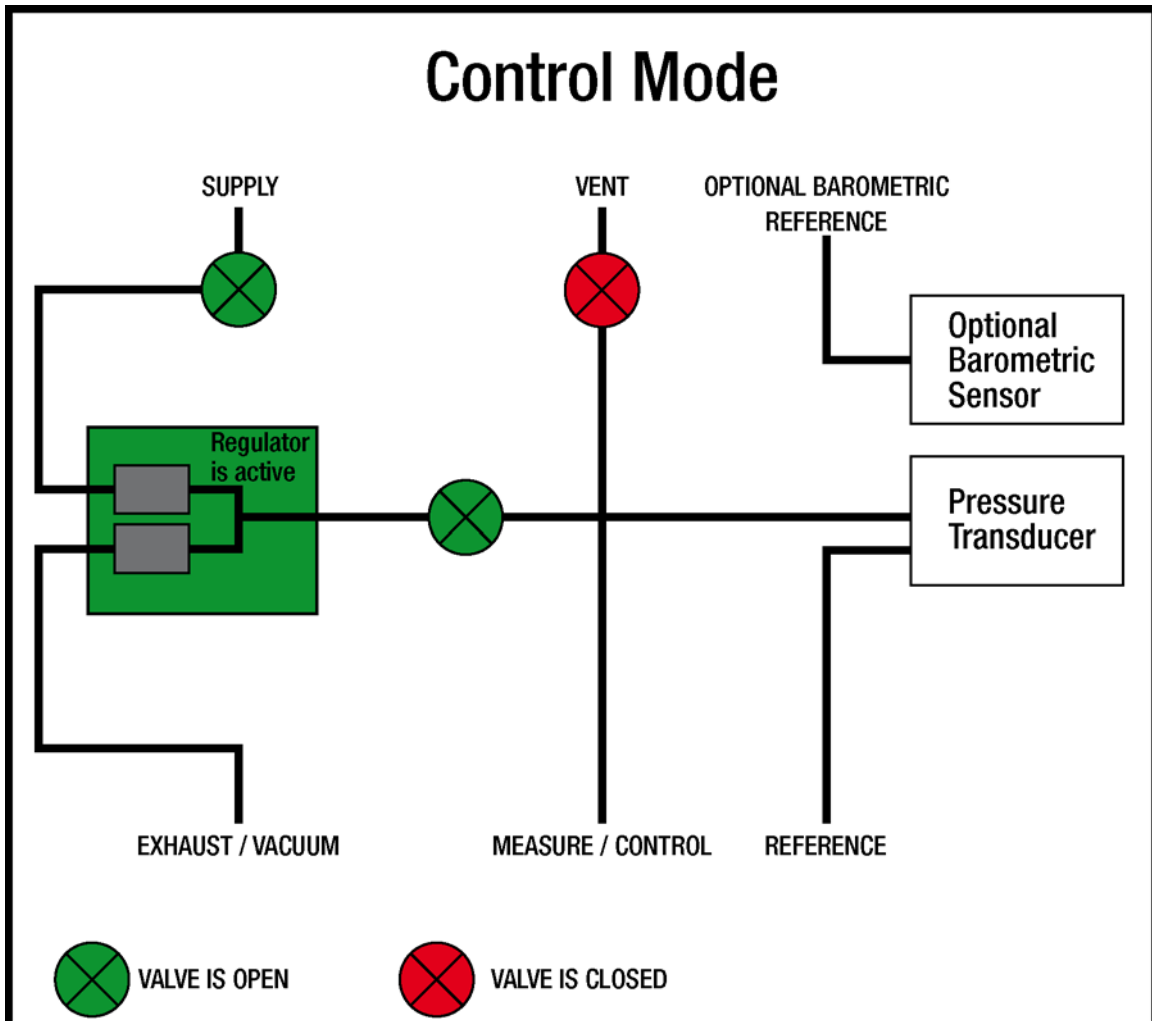 Control Mode
SUPPLY
VENT
OPTIONAL BAROMETRIC
REFERENCE
Optional
Barometric
Sensor
Regulator
is active
Pressure
Transducer
EXHAUST / VACUUM
MEASURE / CONTROL
REFERENCE
VALVE IS OPEN
VALVE IS CLOSED